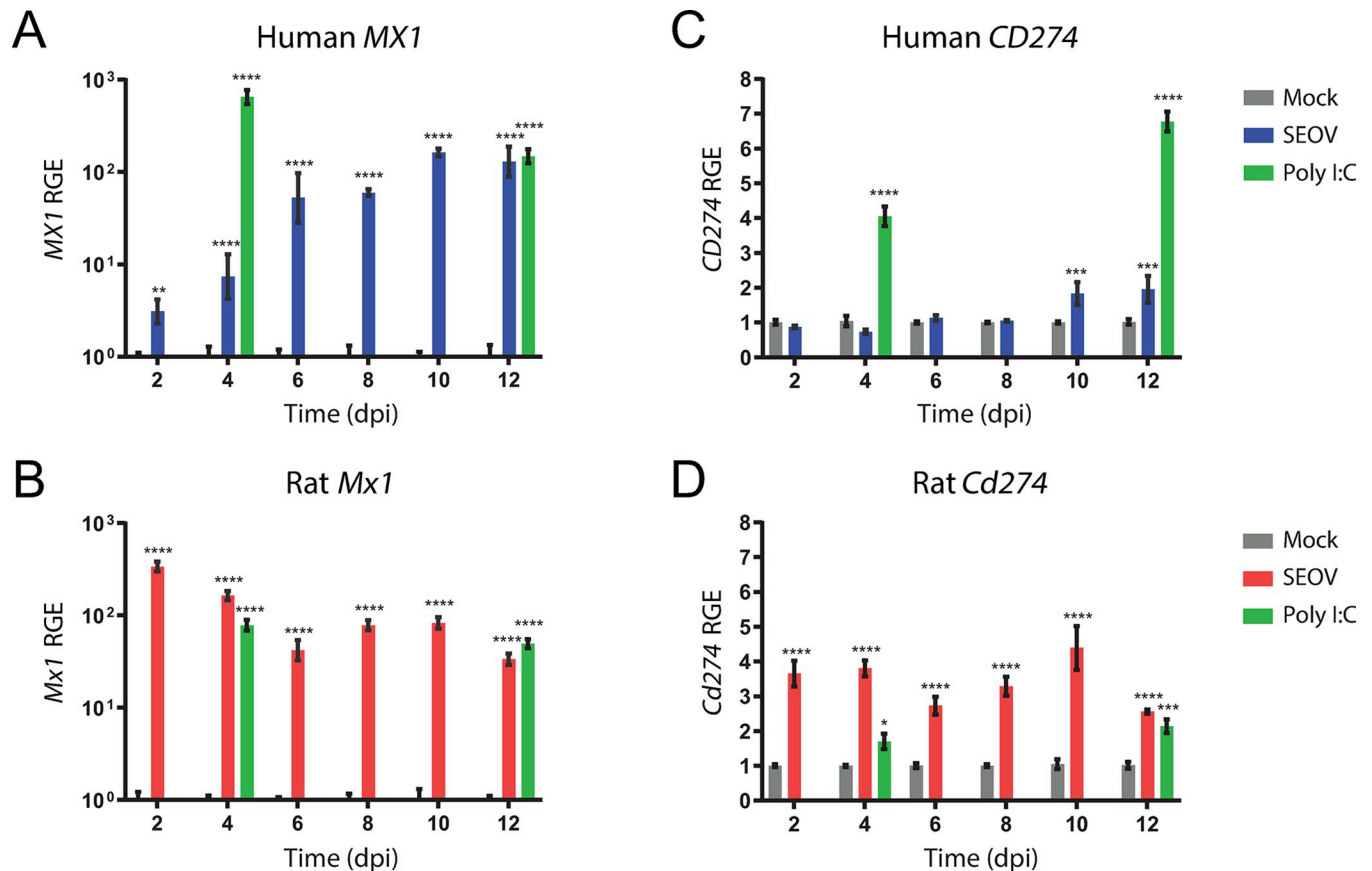 A
Human MX1
10³
10²
10¹
10⁰
MX1 RGE
**
****
****
****
****
****
****
****
2 4 6 8 10 12
Time (dpi)
C
Human CD274
8
7
6
5
4
3
2
1
0
CD274 RGE
****
***
***
****
2 4 6 8 10 12
Time (dpi)
Mock
SEOV
Poly I:C
B
Rat Mx1
10³
10²
10¹
10⁰
Mx1 RGE
****
****
****
****
****
****
****
****
2 4 6 8 10 12
Time (dpi)
D
Rat Cd274
8
7
6
5
4
3
2
1
0
Cd274 RGE
****
****
*
****
****
****
****
***
2 4 6 8 10 12
Time (dpi)
Mock
SEOV
Poly I:C